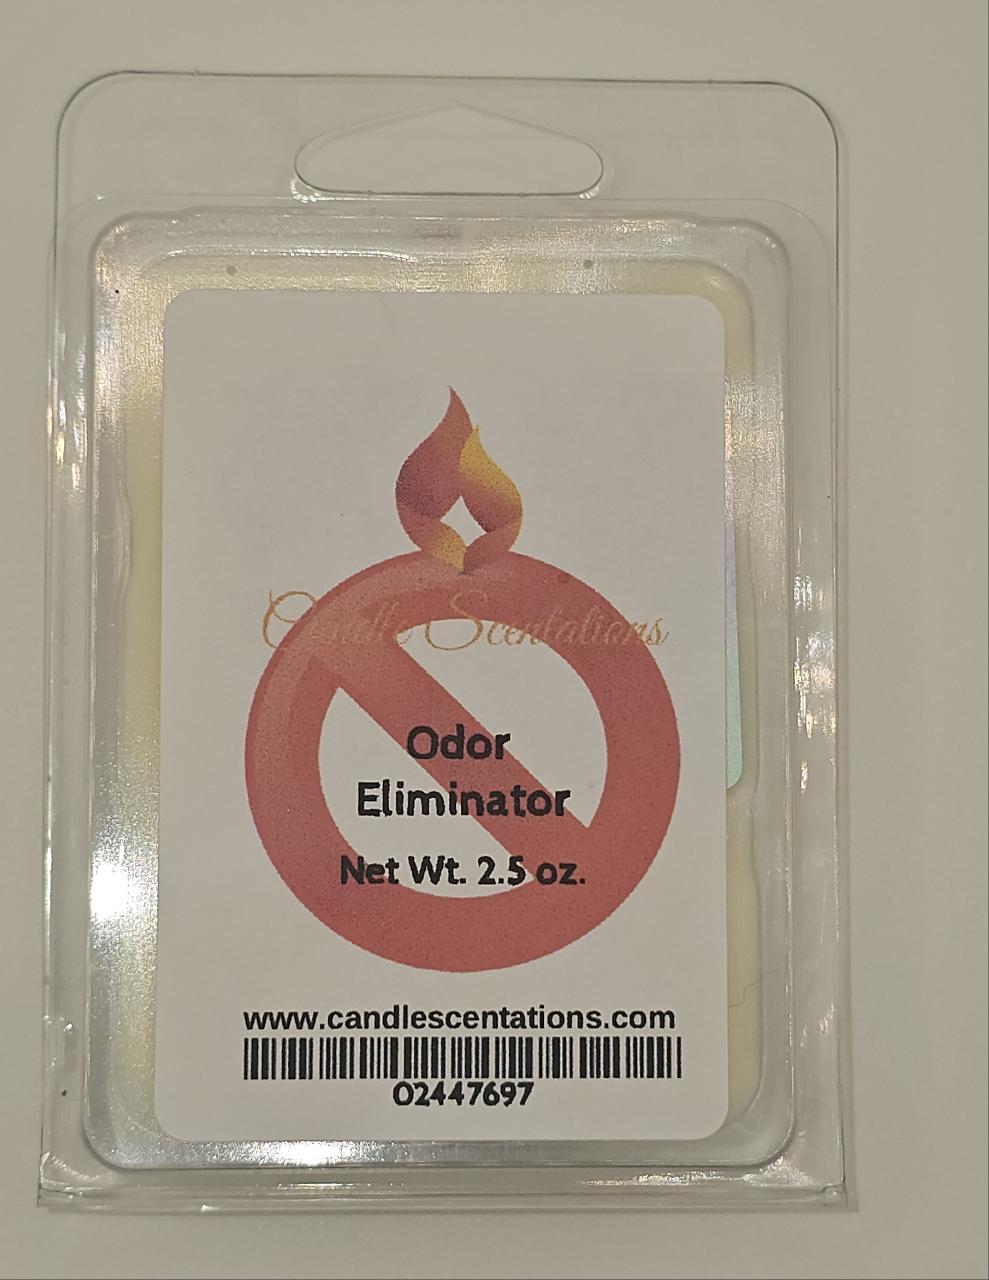 Candle Scentations
Odor
Eliminator
Net Wt. 2.5 oz.
www.candlescentations.com
02447697